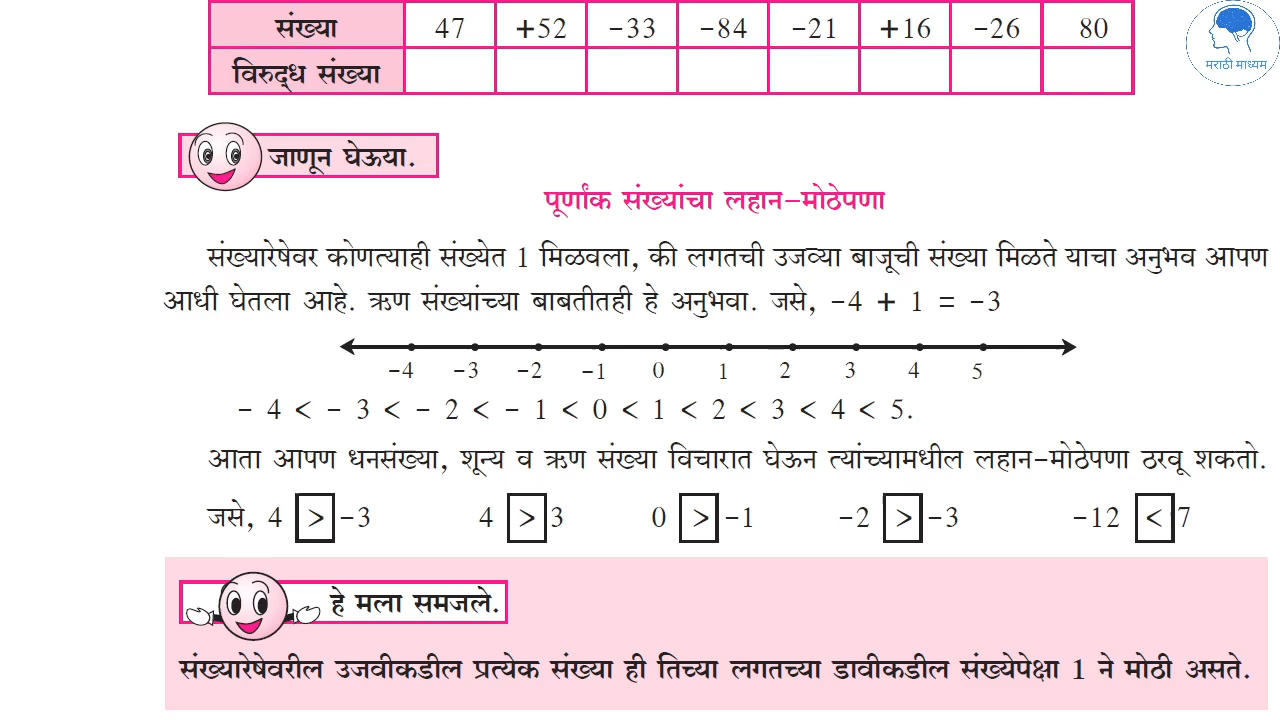 संख्या 47 +52 -33 -84 -21 +16 -26 80
विरुद्ध संख्या
मराठी माध्यम
जाणून घेऊया.
पूर्णांक संख्यांचा लहान-मोठेपणा
संख्यारेषेवर कोणत्याही संख्येत 1 मिळवला, की लगतची उजव्या बाजूची संख्या मिळते याचा अनुभव आपण
आधी घेतला आहे. ऋण संख्यांच्या बाबतीतही हे अनुभवा. जसे, -4 + 1 = -3
-4 -3 -2 -1 0 1 2 3 4 5
- 4 < - 3 < - 2 < - 1 < 0 < 1 < 2 < 3 < 4 < 5.
आता आपण धनसंख्या, शून्य व ऋण संख्या विचारात घेऊन त्यांच्यामधील लहान-मोठेपणा ठरवू शकतो.
जसे, 4 > -3 4 > 3 0 > -1 -2 > -3 -12 < 7
हे मला समजले.
संख्यारेषेवरील उजवीकडील प्रत्येक संख्या ही तिच्या लगतच्या डावीकडील संख्येपेक्षा 1 ने मोठी असते.